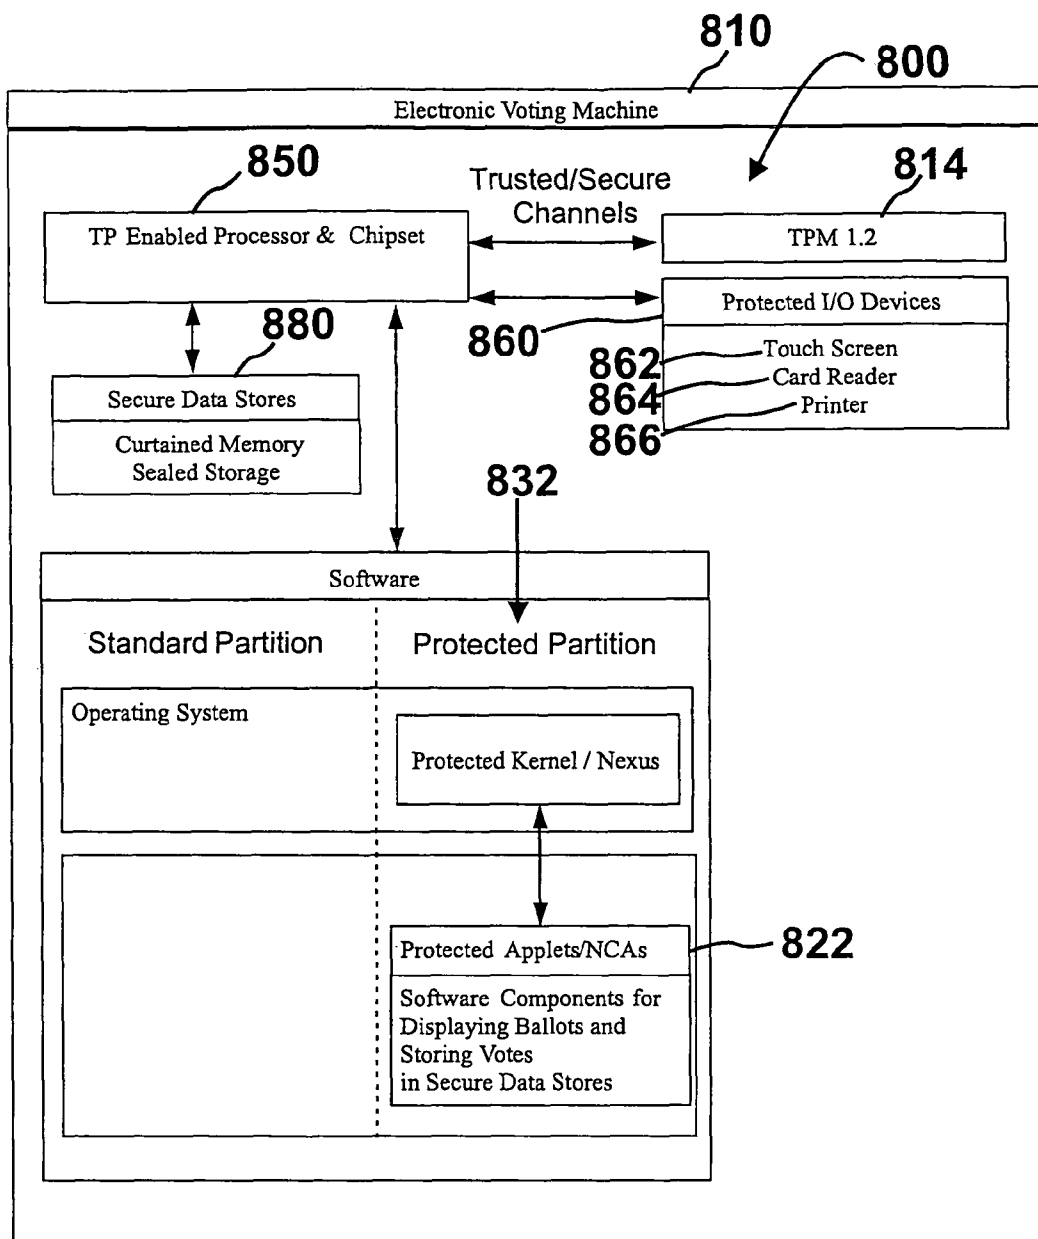 810
800
Electronic Voting Machine
850
Trusted/Secure
Channels
814
TP Enabled Processor & Chipset
TPM 1.2
880
860
Protected I/O Devices
862
Touch Screen
864
Card Reader
866
Printer
Secure Data Stores
Curtained Memory
Sealed Storage
832
Software
Standard Partition
Protected Partition
Operating System
Protected Kernel / Nexus
Protected Applets/NCAs
822
Software Components for
Displaying Ballots and
Storing Votes
in Secure Data Stores